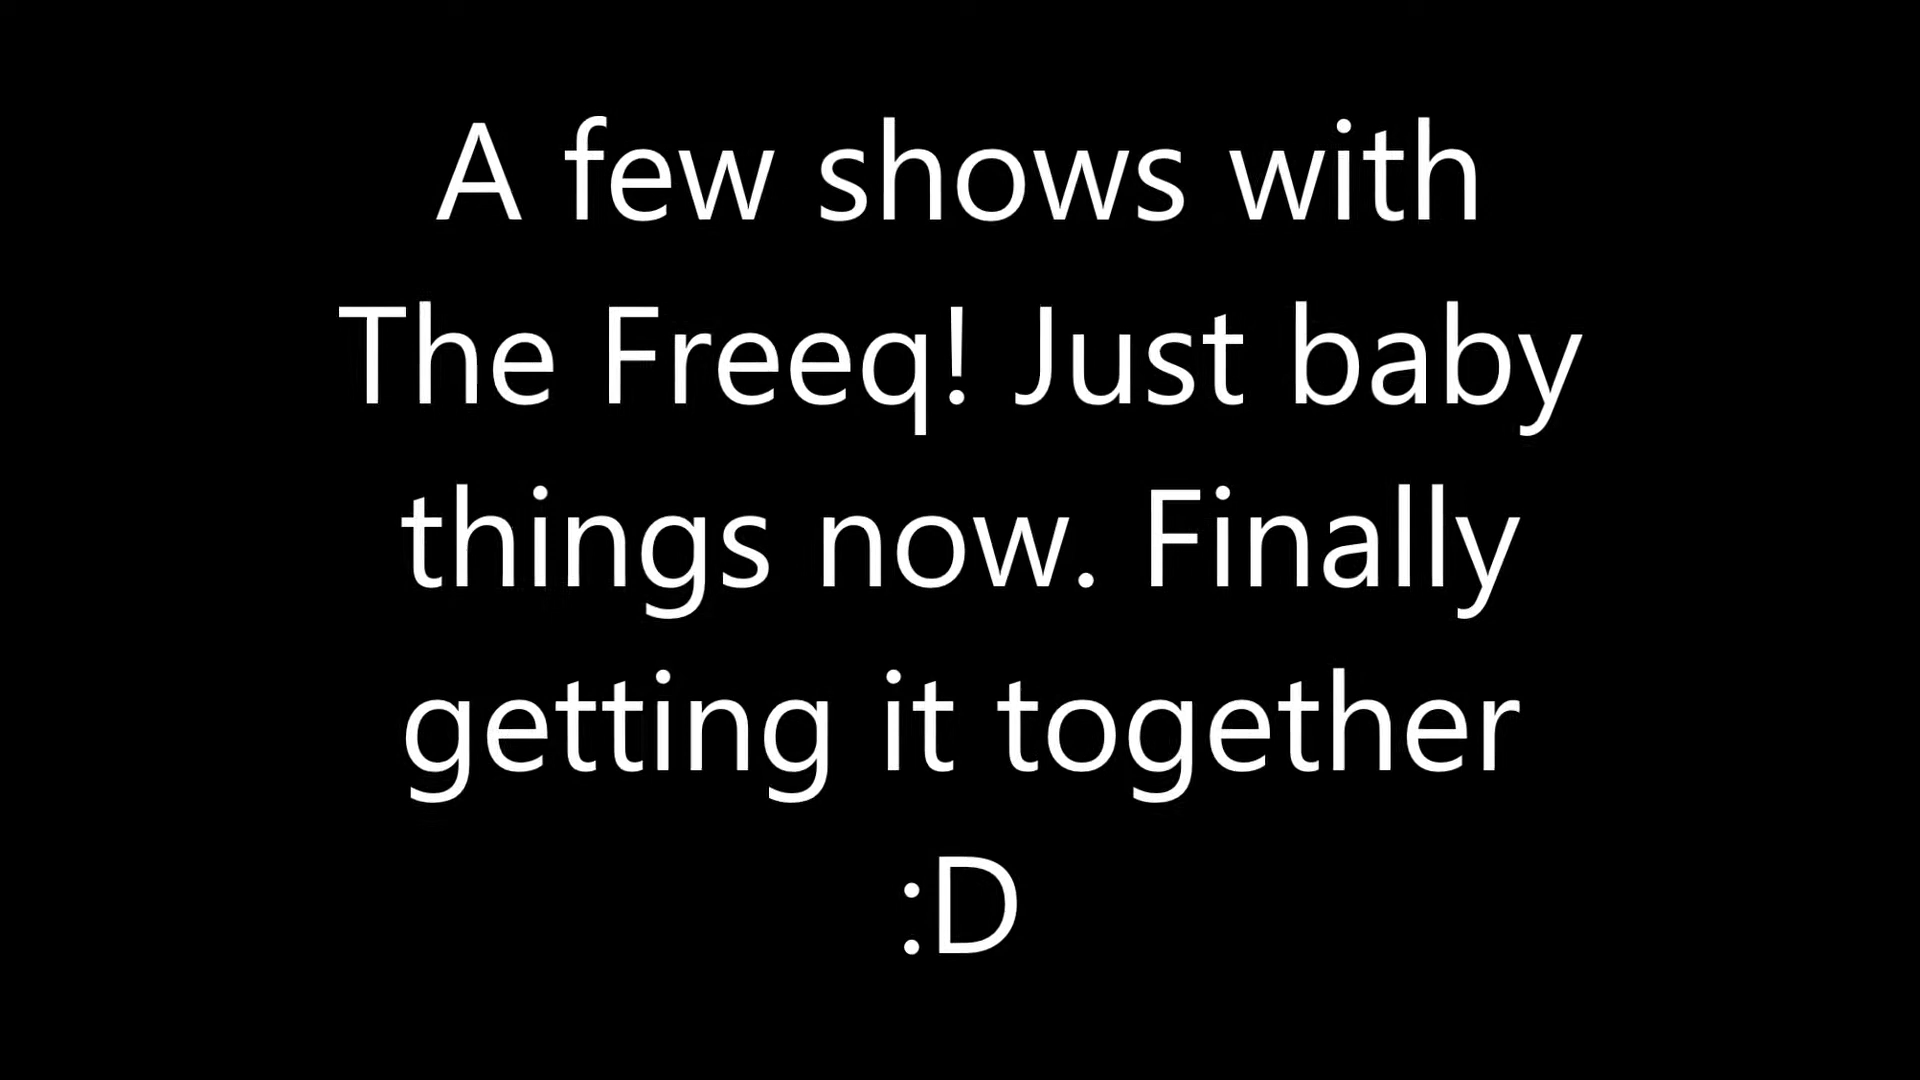 A few shows with
The Freeq! Just baby
things now. Finally
getting it together
:D